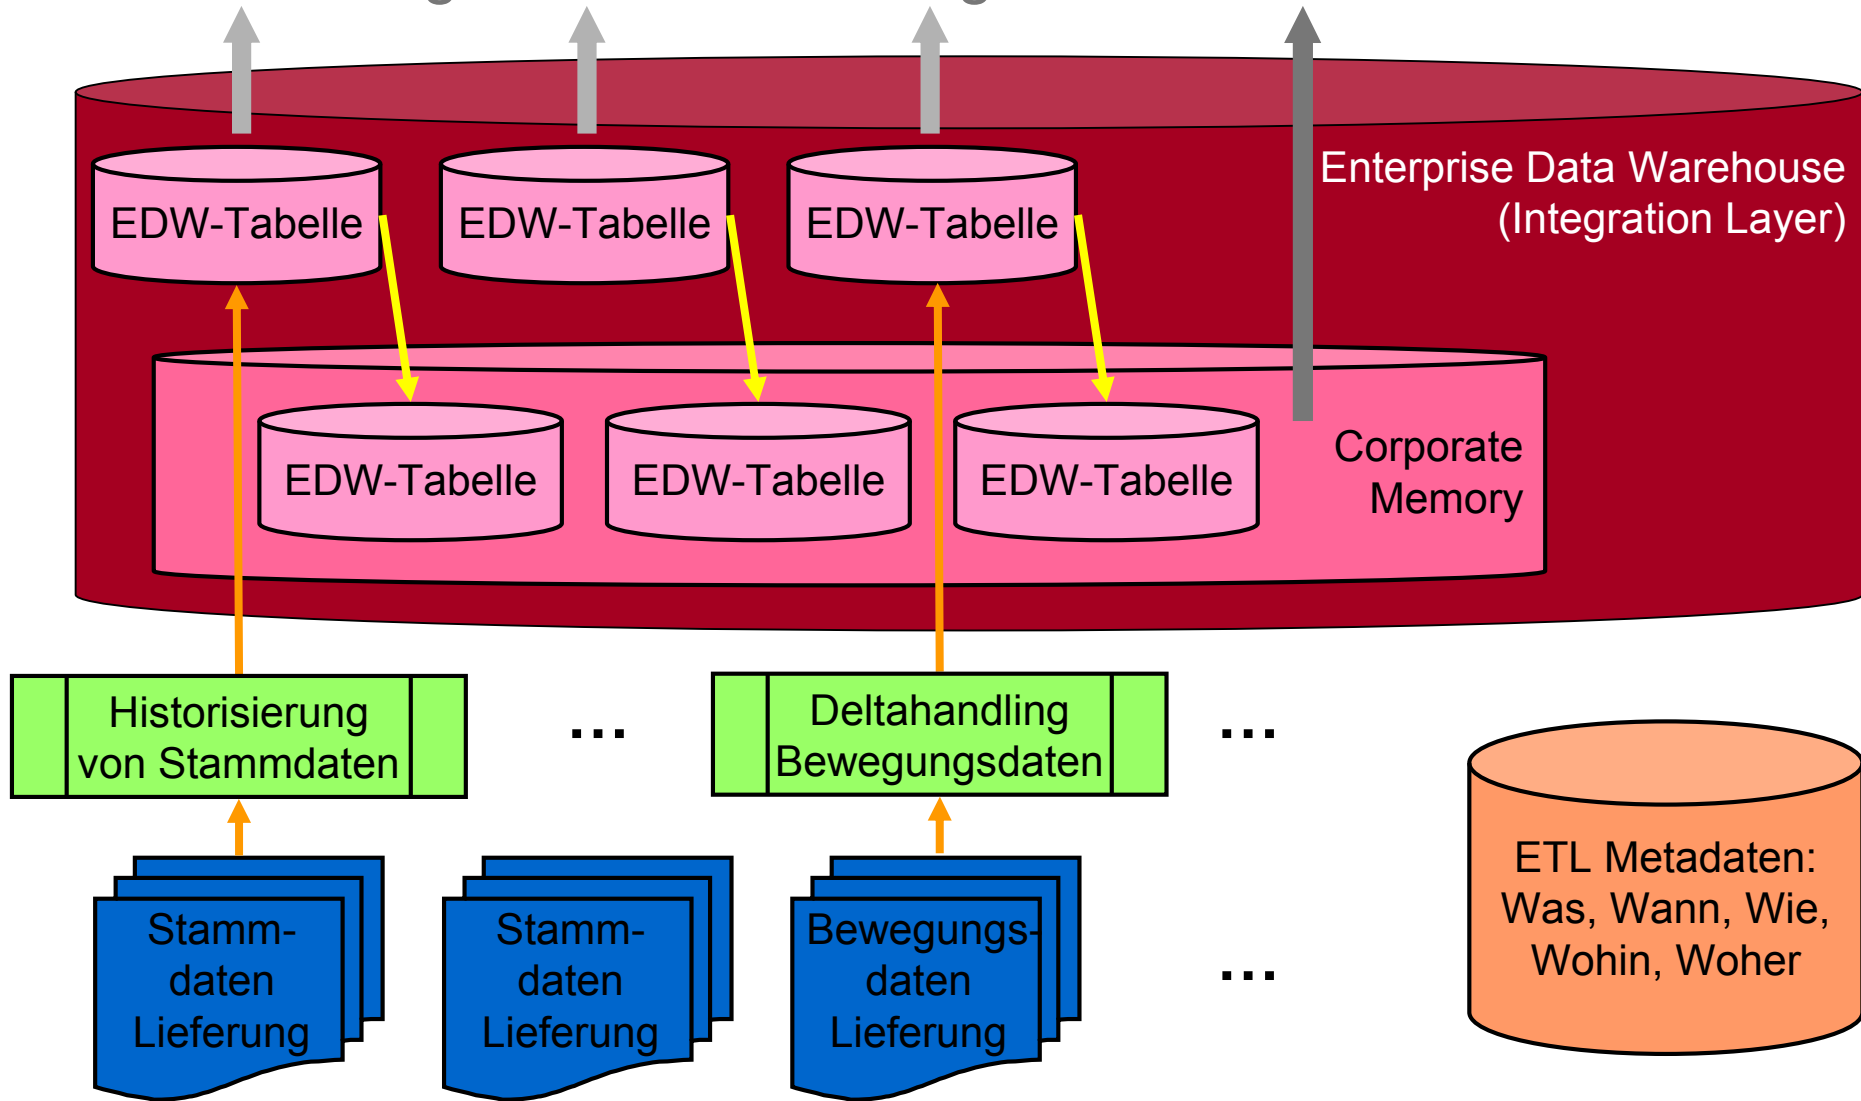 Enterprise Data Warehouse
(Integration Layer)
EDW-Tabelle
EDW-Tabelle
EDW-Tabelle
Corporate
Memory
EDW-Tabelle
EDW-Tabelle
EDW-Tabelle
Historisierung
von Stammdaten
...
Deltahandling
Bewegungsdaten
...
Stamm-
daten
Lieferung
Stamm-
daten
Lieferung
Bewegungs-
daten
Lieferung
...
ETL Metadaten:
Was, Wann, Wie,
Wohin, Woher